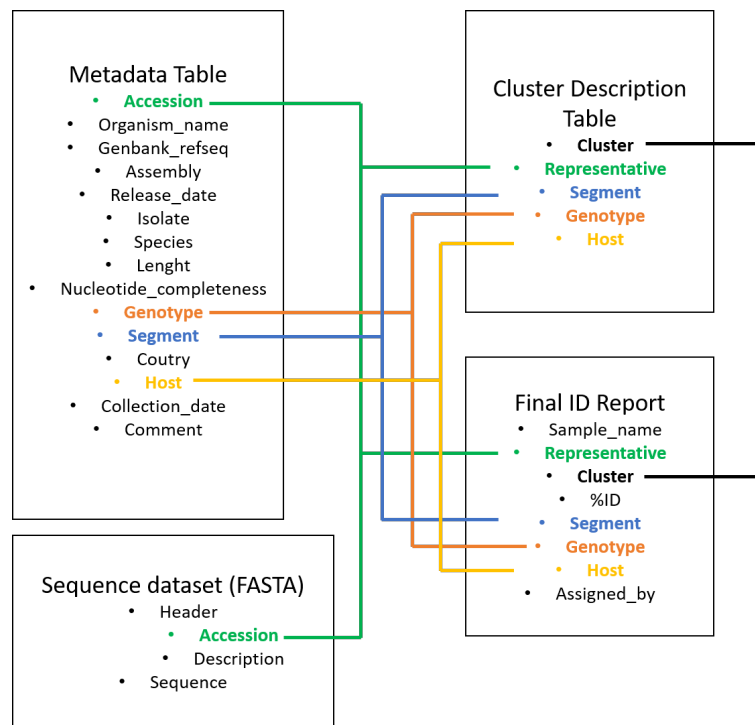 Metadata Table
• Accession
• Organism_name
• Genbank_refseq
• Assembly
• Release_date
• Isolate
• Species
• Lenght
• Nucleotide_completeness
• Genotype
• Segment
• Coutry
• Host
• Collection_date
• Comment
Sequence dataset (FASTA)
• Header
• Accession
• Description
• Sequence
Cluster Description
Table
• Cluster
• Representative
• Segment
• Genotype
• Host
Final ID Report
• Sample_name
• Representative
• Cluster
• %ID
• Segment
• Genotype
• Host
• Assigned_by